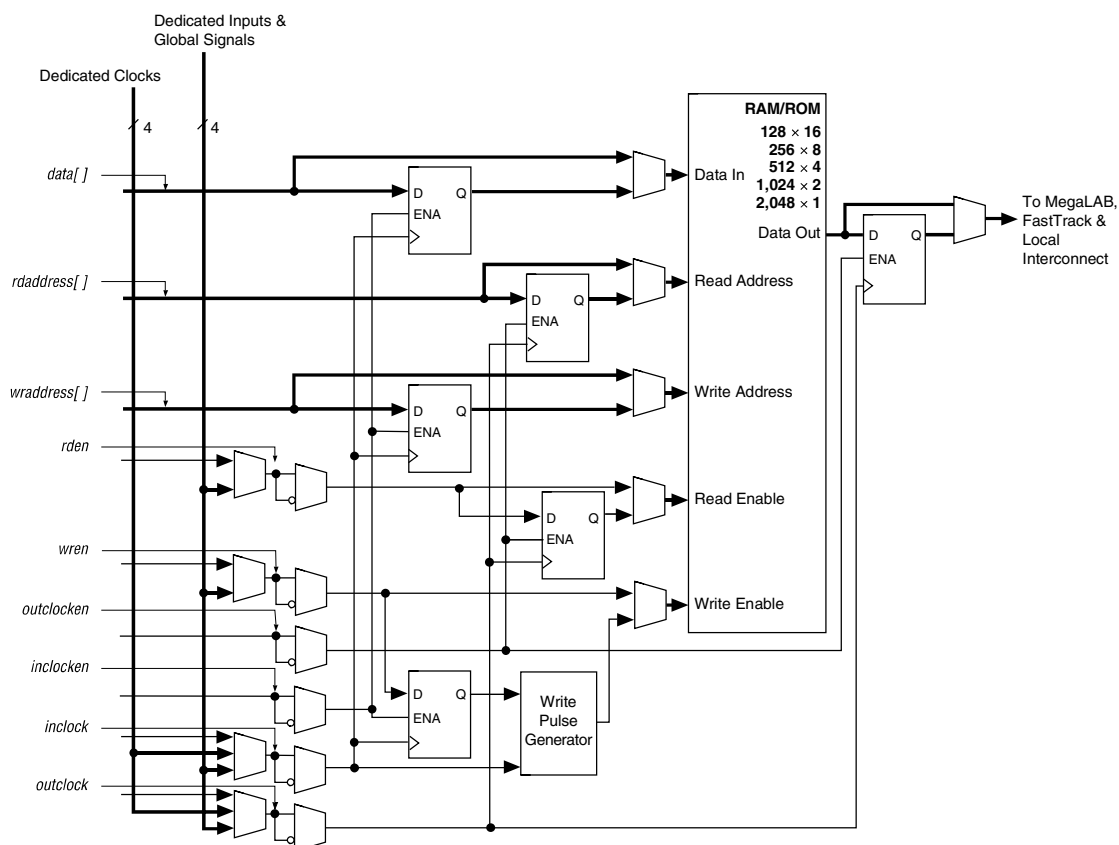 Dedicated Inputs &
Global Signals
Dedicated Clocks
4
4
RAM/ROM
128 × 16
256 × 8
512 × 4
1,024 × 2
2,048 × 1
data[ ]
D
Q
ENA
Data In
Data Out
D
Q
ENA
To MegaLAB,
FastTrack &
Local
Interconnect
rdaddress[ ]
D
Q
ENA
Read Address
wraddress[ ]
D
Q
ENA
Write Address
rden
D
Q
ENA
Read Enable
wren
Write Enable
outclocken
inclocken
D
Q
ENA
Write
Pulse
Generator
inclock
outclock